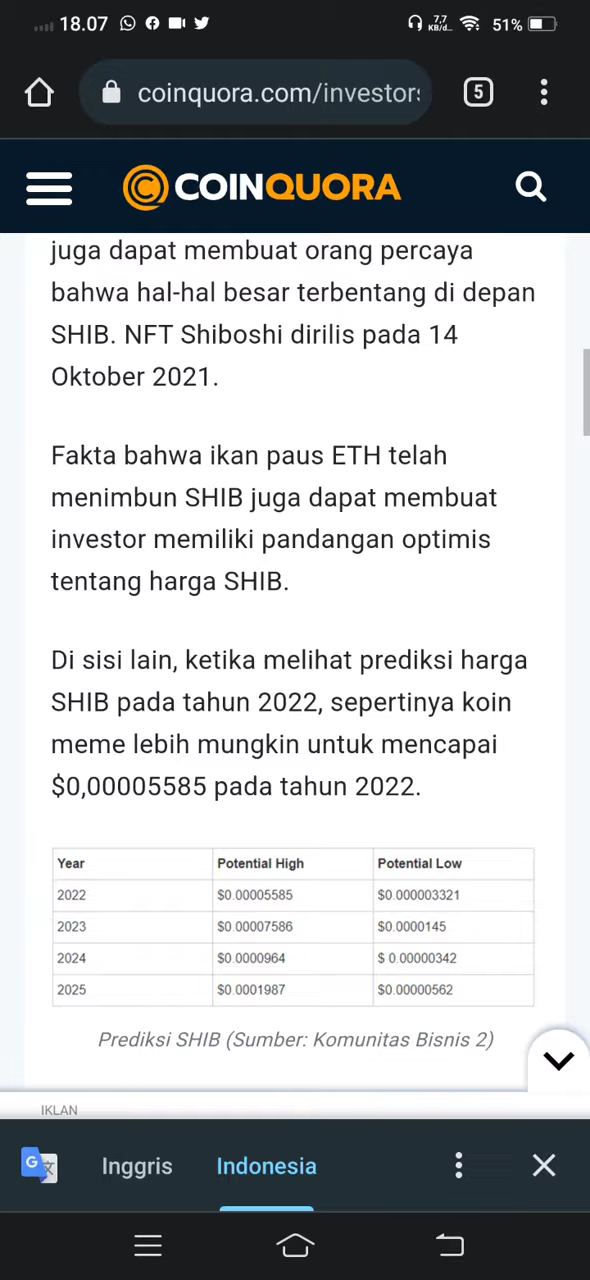 18.07
7,7
KB/d...
51%
coinquora.com/investor
5
COINQUORA
juga dapat membuat orang percaya
bahwa hal-hal besar terbentang di depan
SHIB. NFT Shiboshi dirilis pada 14
Oktober 2021.
Fakta bahwa ikan paus ETH telah
menimbun SHIB juga dapat membuat
investor memiliki pandangan optimis
tentang harga SHIB.
Di sisi lain, ketika melihat prediksi harga
SHIB pada tahun 2022, sepertinya koin
meme lebih mungkin untuk mencapai
$0,00005585 pada tahun 2022.
Year Potential High Potential Low
2022 $0.00005585 $0.000003321
2023 $0.00007586 $0.0000145
2024 $0.0000964 $ 0.00000342
2025 $0.0001987 $0.00000562
Prediksi SHIB (Sumber: Komunitas Bisnis 2)
IKLAN
G 文
Inggris Indonesia